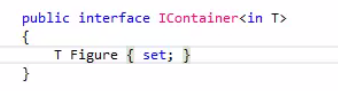 public interface IContainer<in T>
{
    T Figure { set; }
}